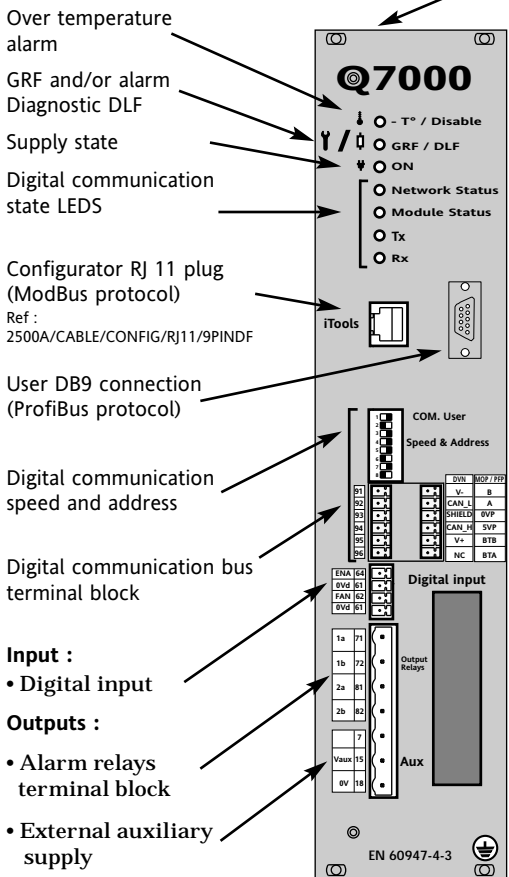 Over temperature
alarm
GRF and/or alarm
Diagnostic DLF
Supply state
Digital communication
state LEDS
Configurator RJ 11 plug
(ModBus protocol)
Ref :
2500A/CABLE/CONFIG/RJ11/9PINDF
User DB9 connection
(ProfiBus protocol)
Digital communication
speed and address
Digital communication bus
terminal block
Input :
• Digital input
Outputs :
• Alarm relays
terminal block
• External auxiliary
supply
Q7000
- T° / Disable
/
GRF / DLF
ON
Network Status
Module Status
Tx
Rx
iTools
1
2
3
4
5
6
7
8
COM. User
Speed & Address
DVN MOP / PFP
91 V- B
92 CAN_L A
93 SHIELD 0VP
94 CAN_H 5VP
95 V+ BTB
96 NC BTA
ENA 64
0Vd 61
FAN 62
0Vd 61
Digital input
1a 71
1b 72
2a 81
2b 82
Output
Relays
7
Vaux 15
0V 18
Aux
EN 60947-4-3